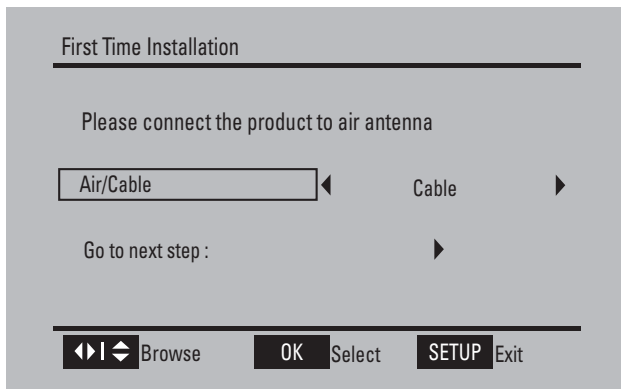 First Time Installation
Please connect the product to air antenna
Air/Cable Cable
Go to next step :
Browse OK Select SETUP Exit